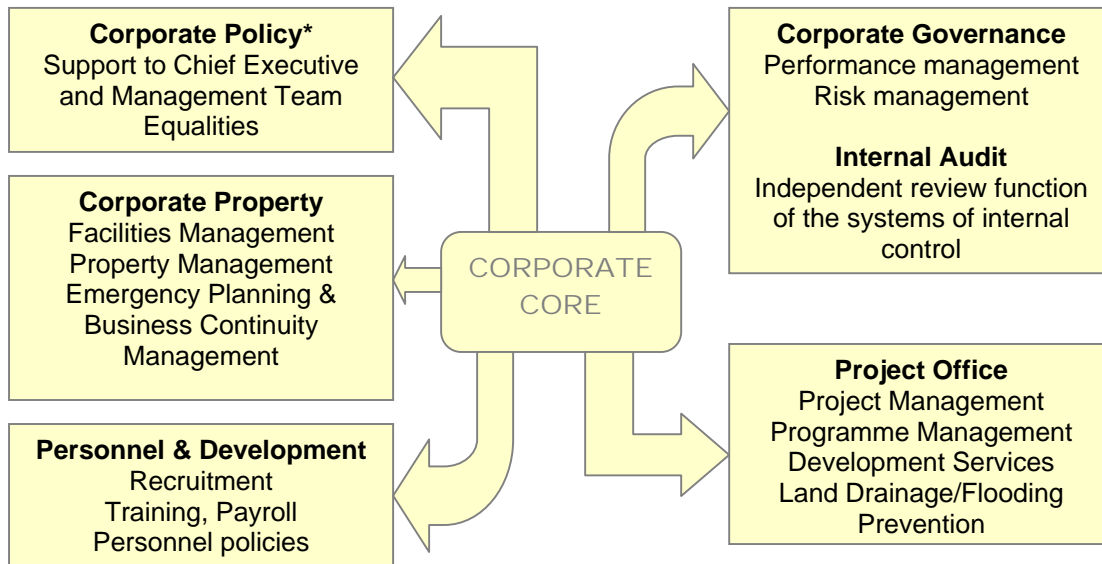 Corporate Policy*
Support to Chief Executive
and Management Team
Equalities
Corporate Property
Facilities Management
Property Management
Emergency Planning &
Business Continuity
Management
Personnel & Development
Recruitment
Training, Payroll
Personnel policies
CORPORATE
CORE
Corporate Governance
Performance management
Risk management
Internal Audit
Independent review function
of the systems of internal
control
Project Office
Project Management
Programme Management
Development Services
Land Drainage/Flooding
Prevention